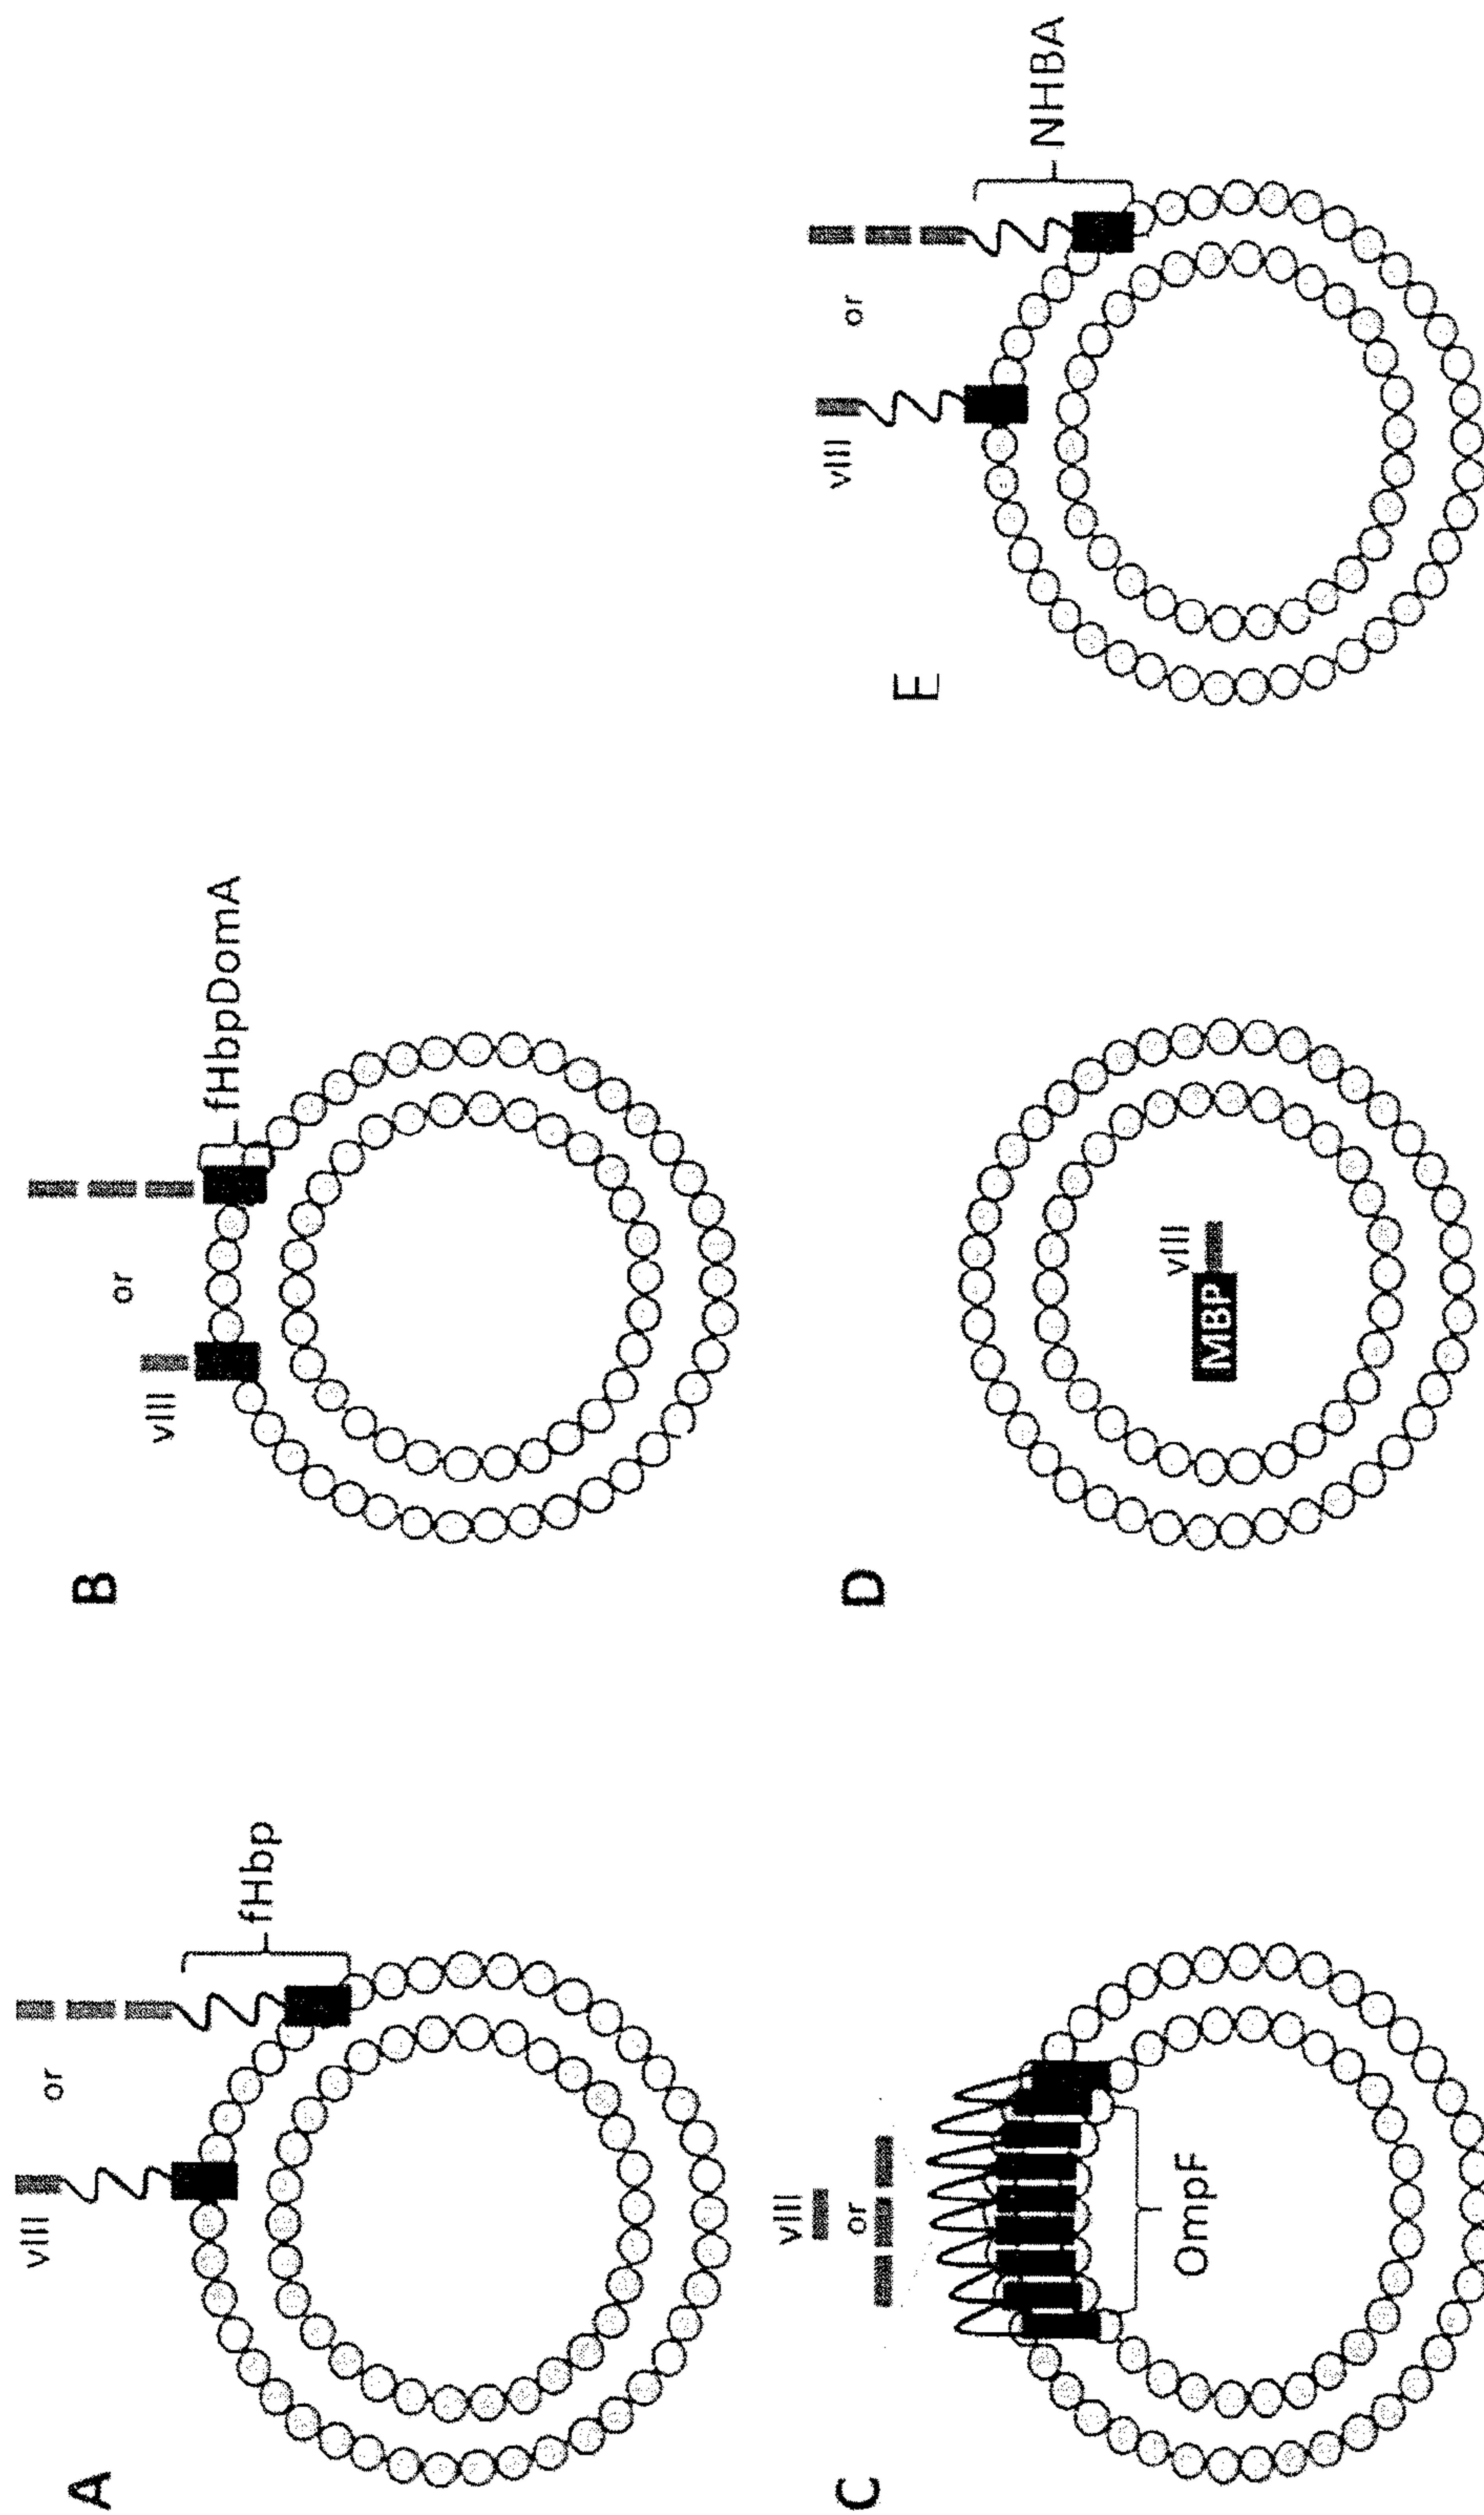 A
vIII
or
fHbp
B
vIII
or
fHbpDomA
C
vIII
or
OmpF
D
vIII
MBP
E
vIII
or
NHBA